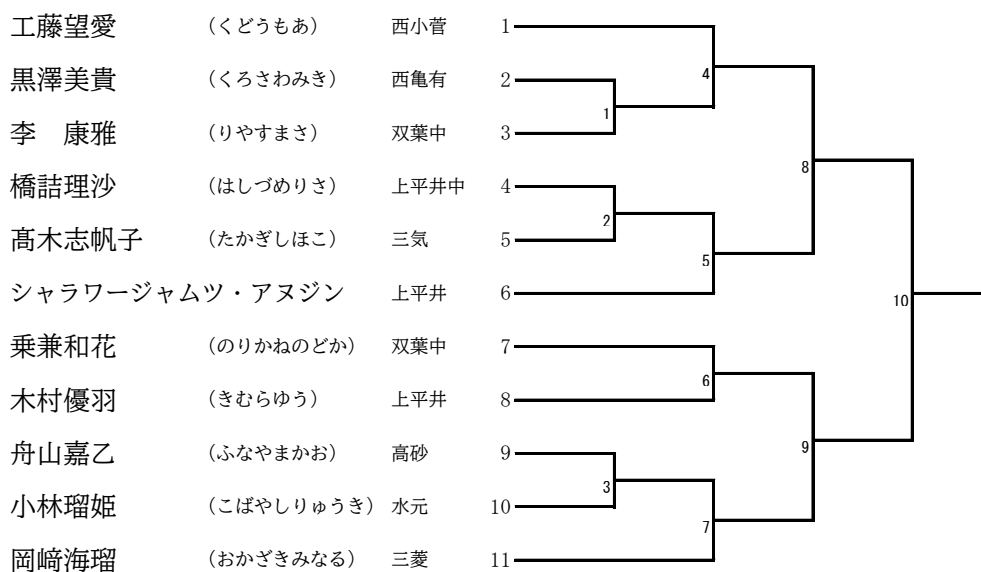 工藤望愛 （くどうもあ） 西小菅 1
黒澤美貴 （くろさわみき） 西亀有 2
李　康雅 （りやすまさ） 双葉中 3
橋詰理沙 （はしづめりさ） 上平井中 4
髙木志帆子 （たかぎしほこ） 三気 5
シャラワージャムツ・アヌジン 上平井 6
乗兼和花 （のりかねのどか） 双葉中 7
木村優羽 （きむらゆう） 上平井 8
舟山嘉乙 （ふなやまかお） 高砂 9
小林瑠姫 （こばやしりゅうき） 水元 10
岡﨑海瑠 （おかざきみなる） 三菱 11
4
1
8
2
5
10
6
9
3
7